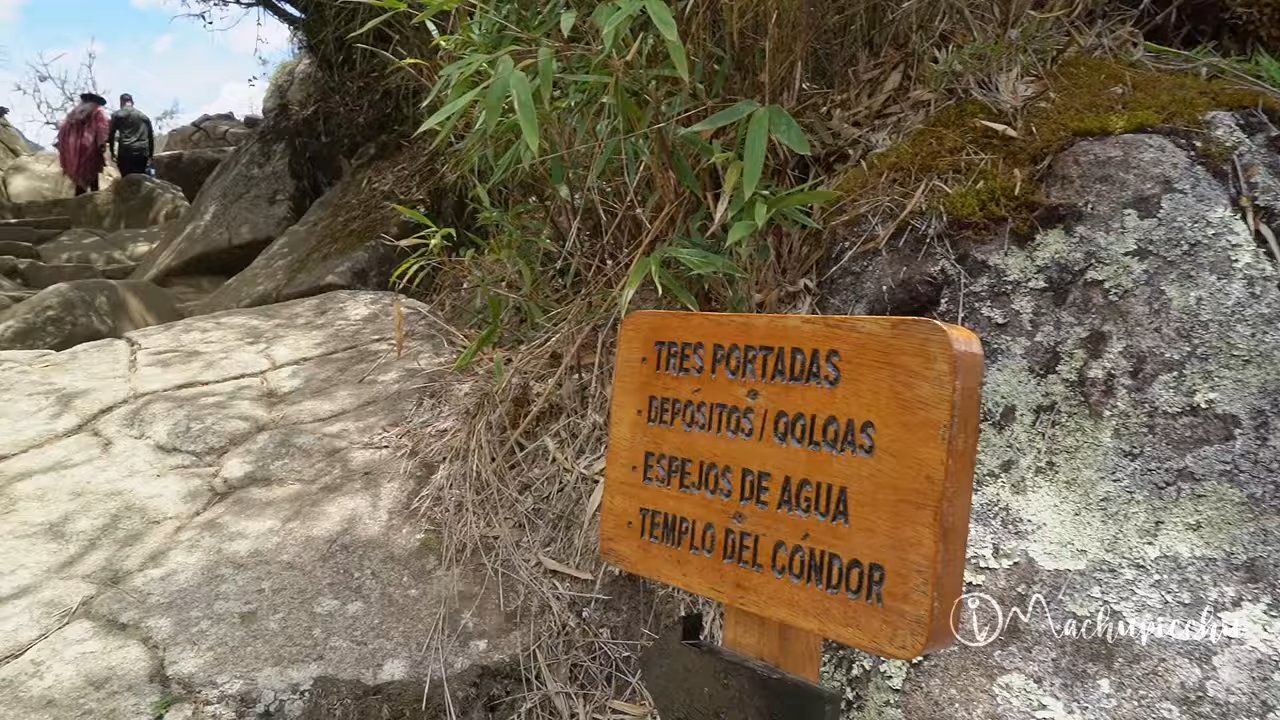 - TRES PORTADAS
- DEPÓSITOS / QOLQAS
- ESPEJOS DE AGUA
- TEMPLO DEL CÓNDOR
i Machupicchu